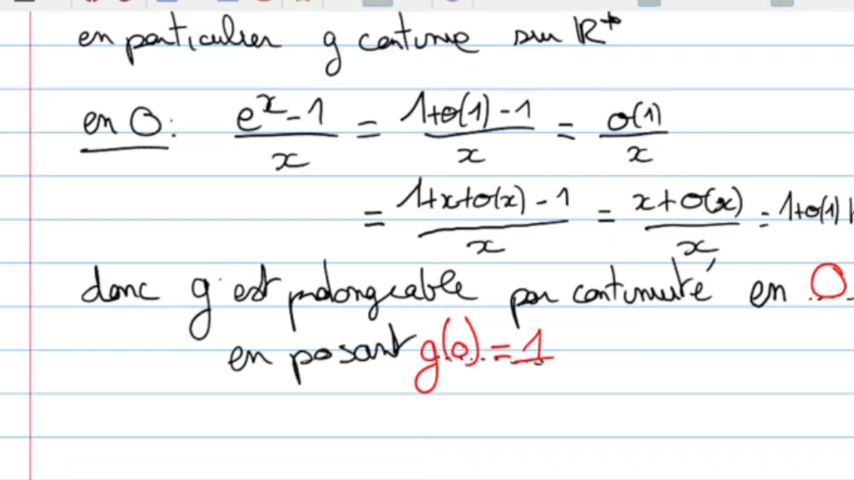 en particulier g continue sur ℝ*
en 0 : (e^x - 1)/x = (1+o(1)-1)/x = o(1)/x
= (1+x+o(x)-1)/x = (x+o(x))/x = 1+o(1)
donc g est prolongeable par continuité en 0
en posant g(0) = 1